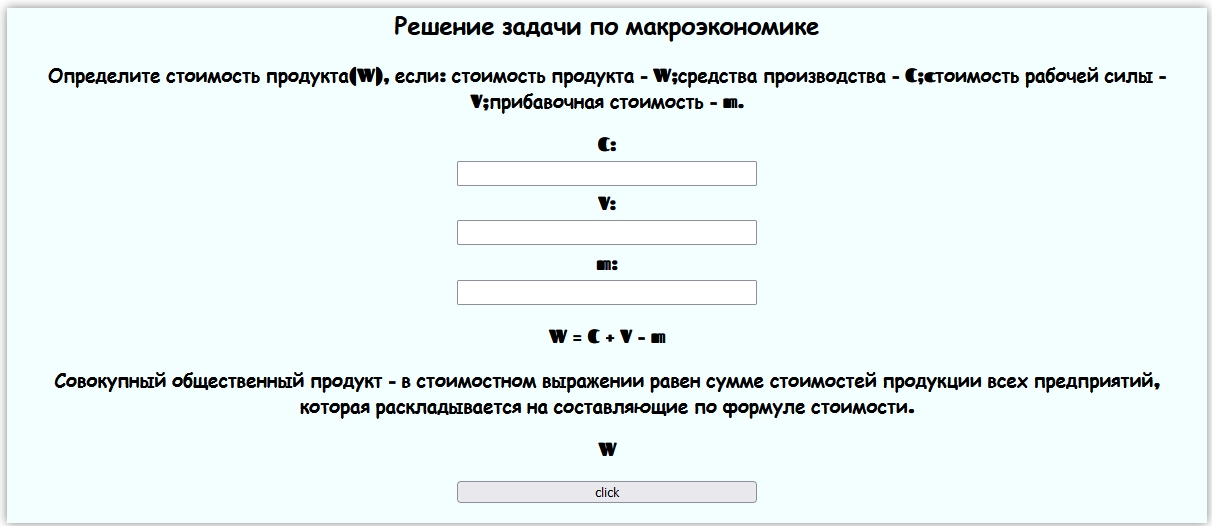 Решение задачи по макроэкономике
Определите стоимость продукта(W), если: стоимость продукта - W;средства производства - C;стоимость рабочей силы -
V;прибавочная стоимость - m.
C:
V:
m:
W = C + V - m
Совокупный общественный продукт - в стоимостном выражении равен сумме стоимостей продукции всех предприятий,
которая раскладывается на составляющие по формуле стоимости.
W
click